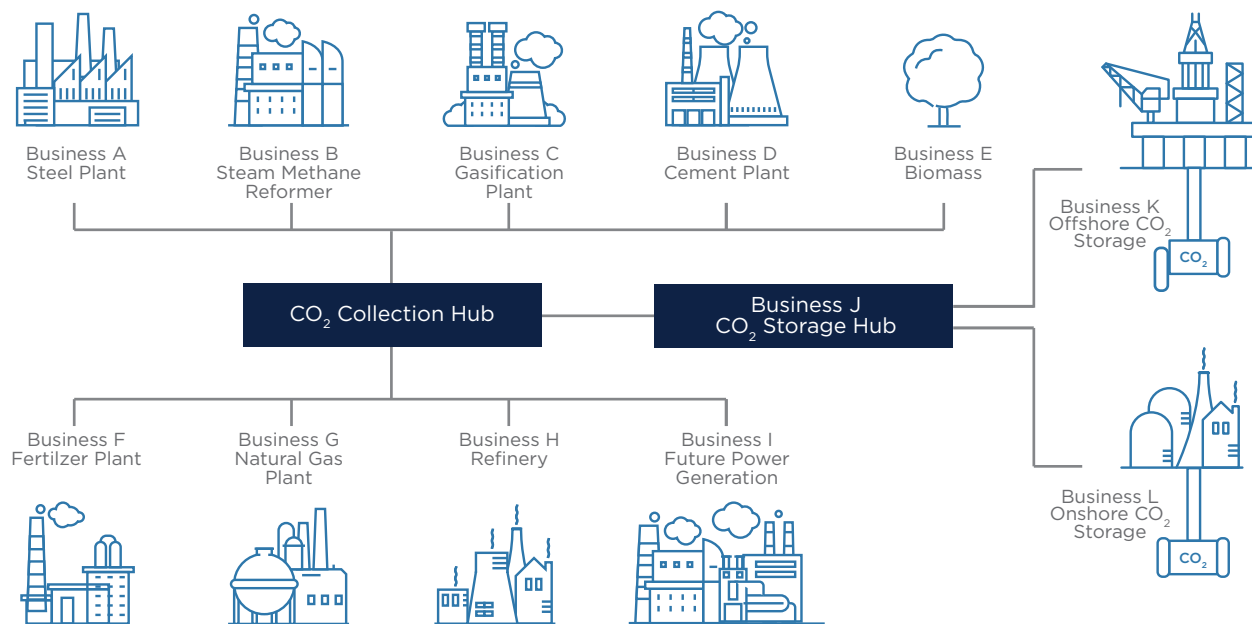 Business A
Steel Plant
Business B
Steam Methane
Reformer
Business C
Gasification
Plant
Business D
Cement Plant
Business E
Biomass
Business K
Offshore CO₂
Storage
CO₂
CO₂ Collection Hub
Business J
CO₂ Storage Hub
Business F
Fertilzer Plant
Business G
Natural Gas
Plant
Business H
Refinery
Business I
Future Power
Generation
Business L
Onshore CO₂
Storage
CO₂